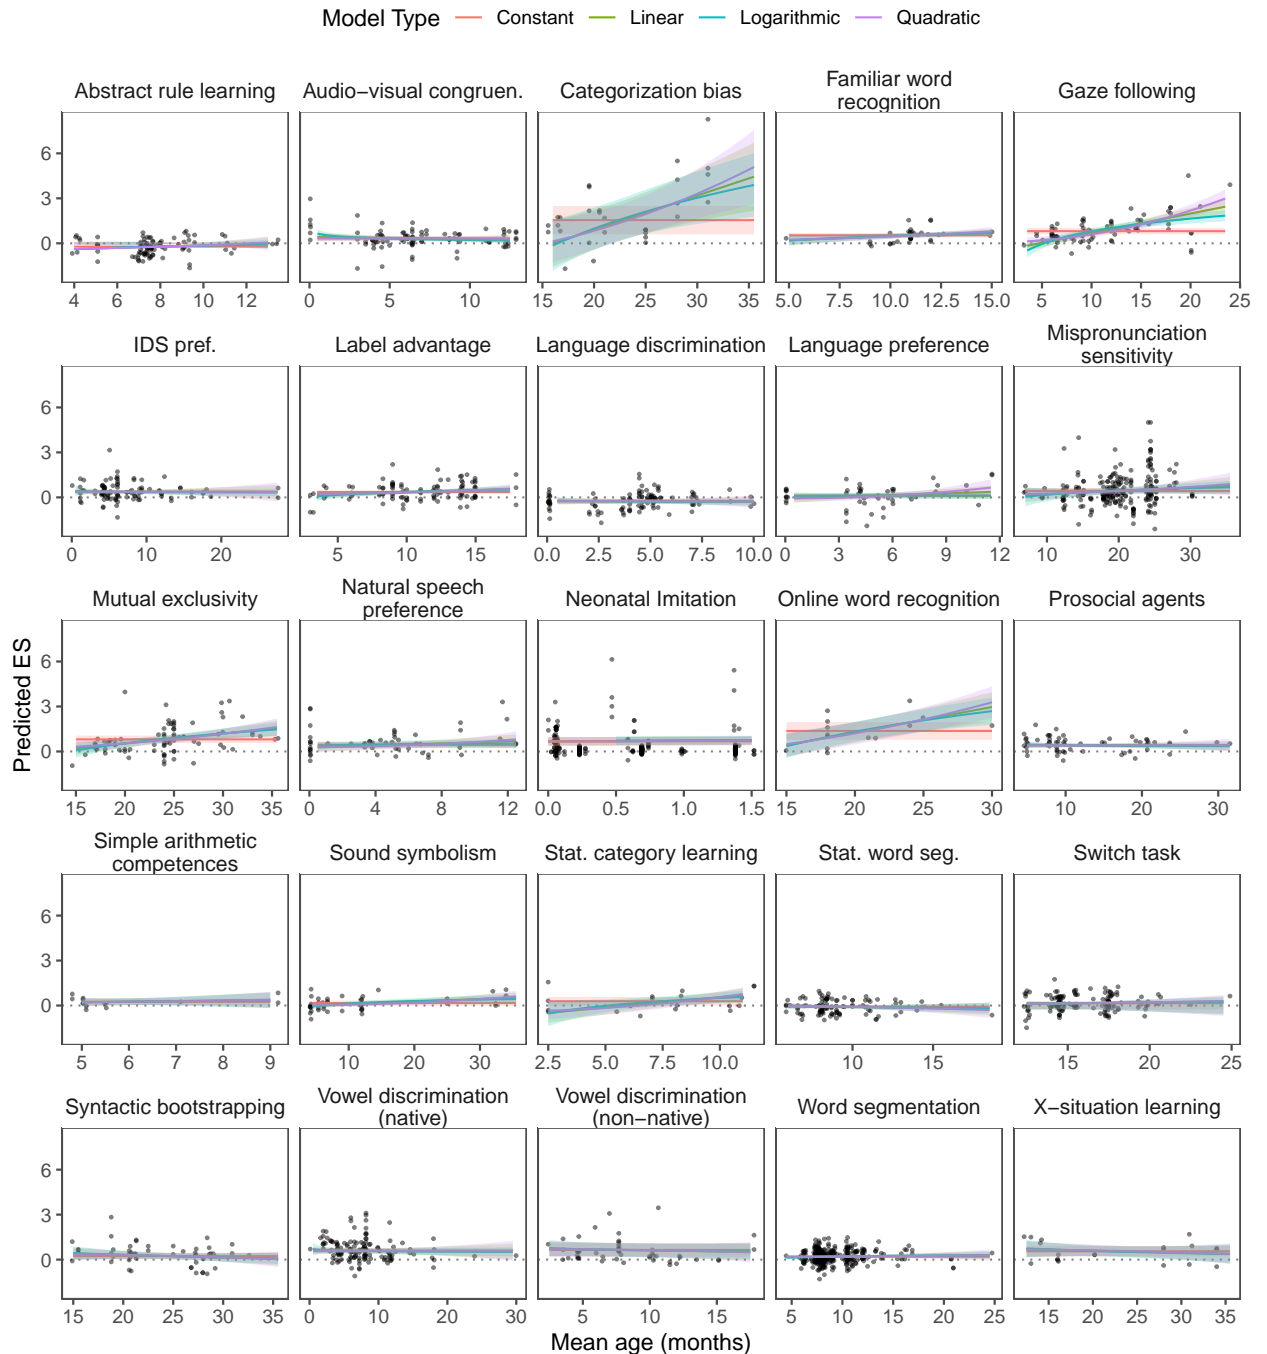 Model Type Constant Linear Logarithmic Quadratic
Abstract rule learning
Audio−visual congruen.
Categorization bias
Familiar word
recognition
Gaze following
6
3
0
4 6 8 10 12
0 5 10
15 20 25 30 35
5.0 7.5 10.0 12.5 15.0
5 10 15 20 25
IDS pref.
Label advantage
Language discrimination
Language preference
Mispronunciation
sensitivity
6
3
0
0 10 20
5 10 15
0.0 2.5 5.0 7.5 10.0
0 3 6 9 12
10 20 30
Mutual exclusivity
Natural speech
preference
Neonatal Imitation
Online word recognition
Prosocial agents
6
3
0
15 20 25 30 35
0 4 8 12
0.0 0.5 1.0 1.5
15 20 25 30
10 20 30
Predicted ES
Simple arithmetic
competences
Sound symbolism
Stat. category learning
Stat. word seg.
Switch task
6
3
0
5 6 7 8 9
10 20 30
2.5 5.0 7.5 10.0
10 15
15 20 25
Syntactic bootstrapping
Vowel discrimination
(native)
Vowel discrimination
(non−native)
Word segmentation
X−situation learning
6
3
0
15 20 25 30 35
0 10 20 30
5 10 15
5 10 15 20 25
15 20 25 30 35
Mean age (months)